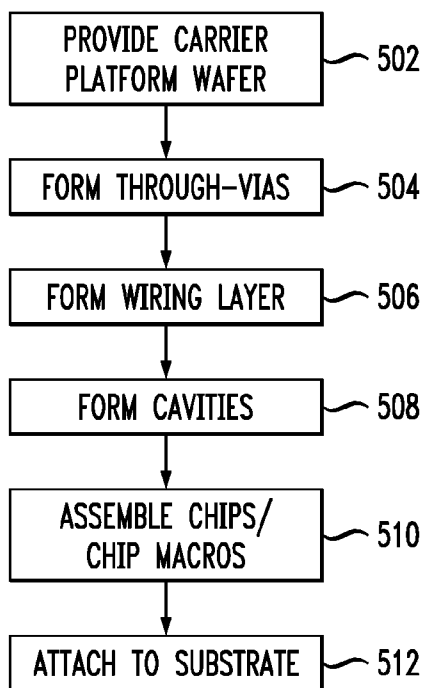 PROVIDE CARRIER
PLATFORM WAFER
502
FORM THROUGH-VIAS
504
FORM WIRING LAYER
506
FORM CAVITIES
508
ASSEMBLE CHIPS/
CHIP MACROS
510
ATTACH TO SUBSTRATE
512